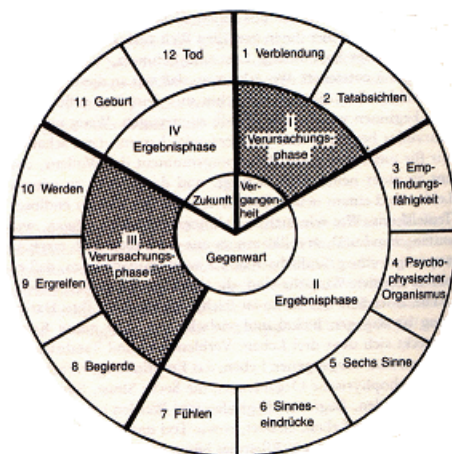 12 Tod
1 Verblendung
11 Geburt
2 Tatabsichten
IV
Ergebnisphase
I
Verursachungs-
phase
3 Emp-
findungs-
fähigkeit
10 Werden
Zukunft
Ver-
gangen-
heit
III
Verursachungs-
phase
Gegenwart
4 Psycho-
physischer
Organismus
9 Ergreifen
II
Ergebnisphase
5 Sechs Sinne
8 Begierde
7 Fühlen
6 Sinnes-
eindrücke